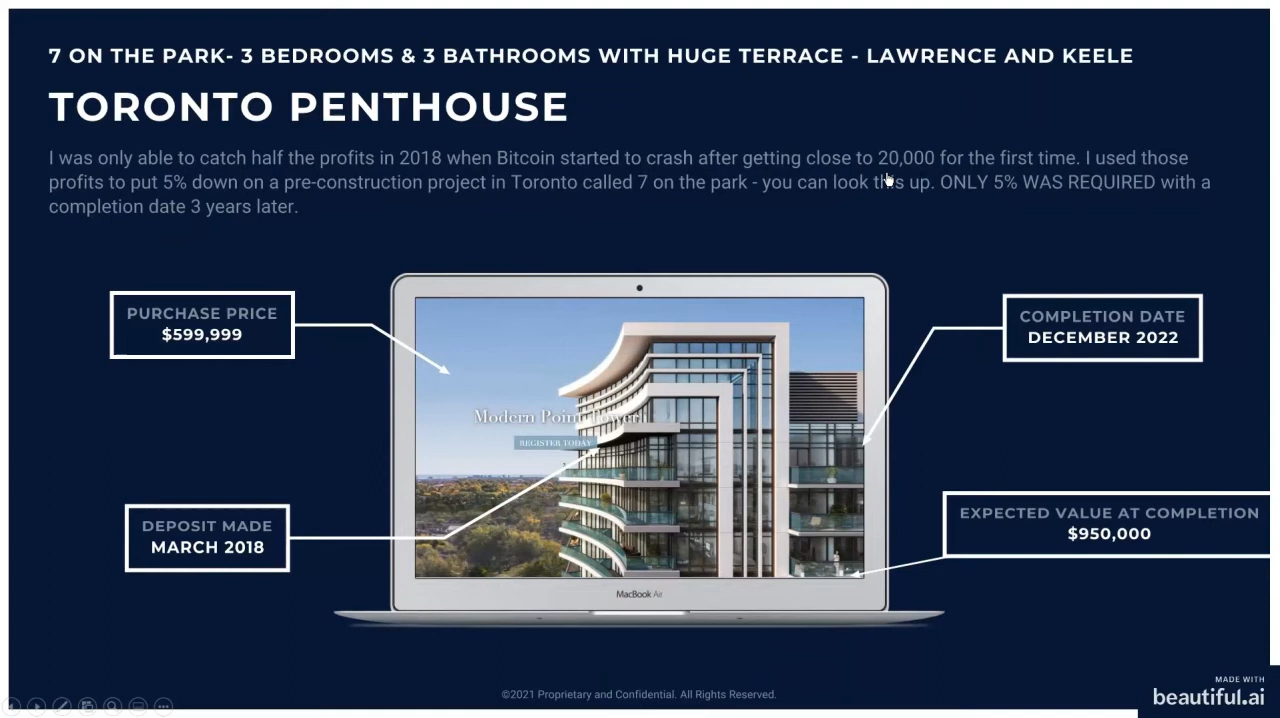 7 ON THE PARK- 3 BEDROOMS & 3 BATHROOMS WITH HUGE TERRACE - LAWRENCE AND KEELE
TORONTO PENTHOUSE
I was only able to catch half the profits in 2018 when Bitcoin started to crash after getting close to 20,000 for the first time. I used those
profits to put 5% down on a pre-construction project in Toronto called 7 on the park - you can look this up. ONLY 5% WAS REQUIRED with a
completion date 3 years later.
PURCHASE PRICE
$599,999
COMPLETION DATE
DECEMBER 2022
Modern Point Tower
REGISTER TODAY
DEPOSIT MADE
MARCH 2018
EXPECTED VALUE AT COMPLETION
$950,000
MacBook Air
©2021 Proprietary and Confidential. All Rights Reserved.
MADE WITH
beautiful.ai